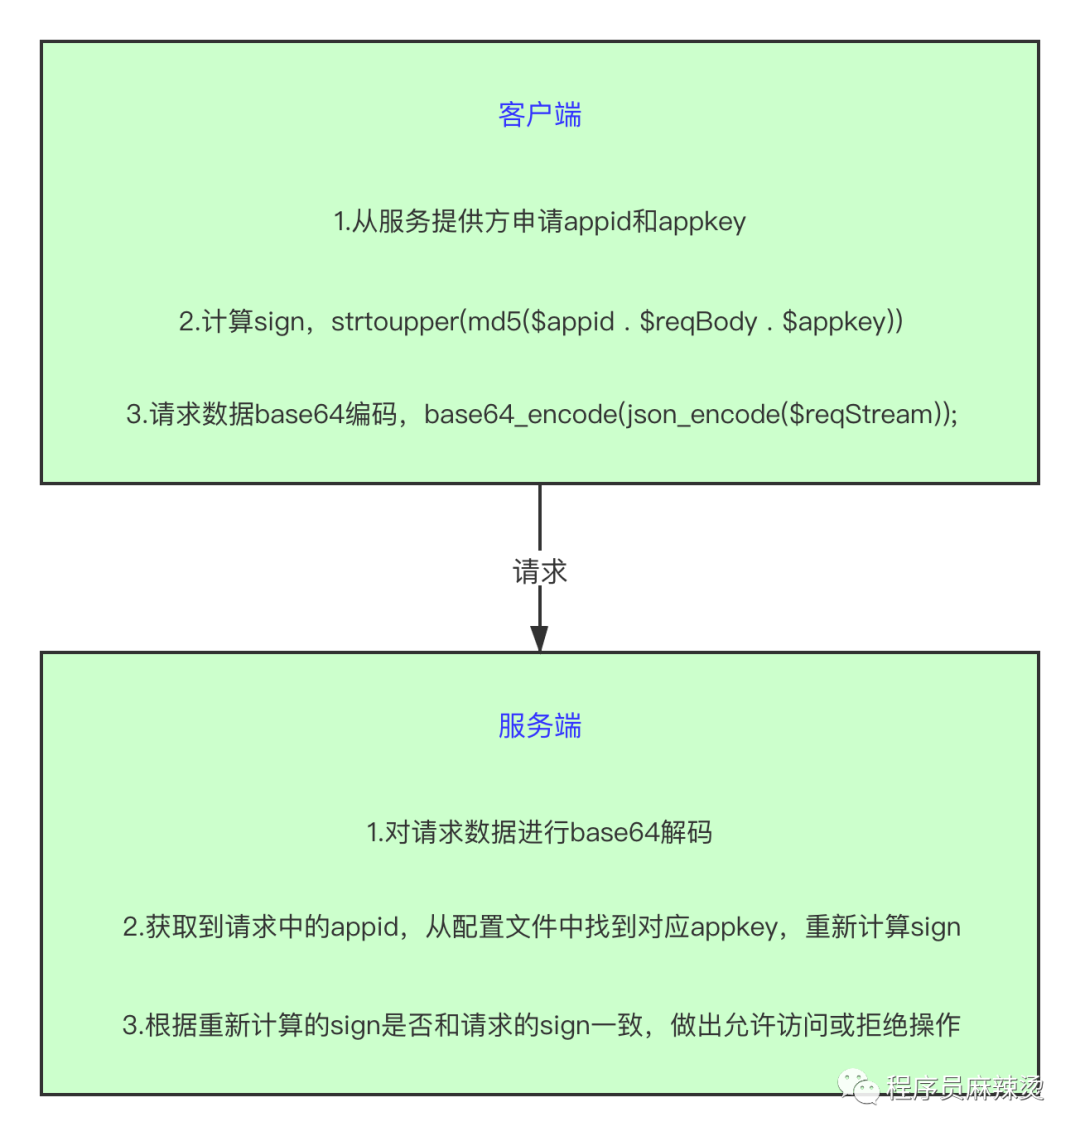 客户端
1.从服务提供方申请appid和appkey
2.计算sign，strtoupper(md5($appid . $reqBody . $appkey))
3.请求数据base64编码，base64_encode(json_encode($reqStream));
请求
服务端
1.对请求数据进行base64解码
2.获取到请求中的appid，从配置文件中找到对应appkey，重新计算sign
3.根据重新计算的sign是否和请求的sign一致，做出允许访问或拒绝操作
程序员麻辣烫